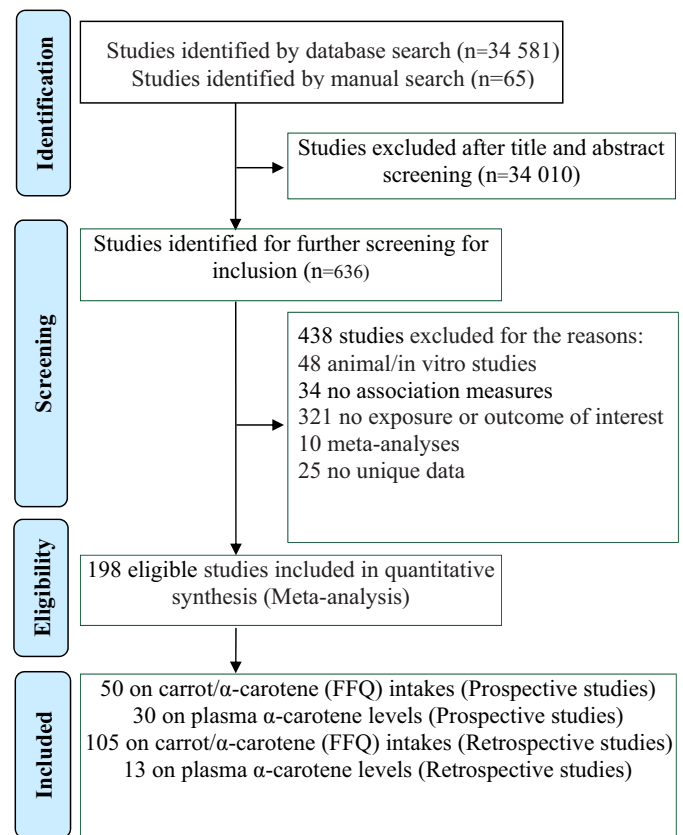 Identification
Studies identified by database search (n=34 581)
Studies identified by manual search (n=65)
Studies excluded after title and abstract
screening (n=34 010)
Screening
Studies identified for further screening for
inclusion (n=636)
438 studies excluded for the reasons:
48 animal/in vitro studies
34 no association measures
321 no exposure or outcome of interest
10 meta-analyses
25 no unique data
Eligibility
198 eligible studies included in quantitative
synthesis (Meta-analysis)
Included
50 on carrot/α-carotene (FFQ) intakes (Prospective studies)
30 on plasma α-carotene levels (Prospective studies)
105 on carrot/α-carotene (FFQ) intakes (Retrospective studies)
13 on plasma α-carotene levels (Retrospective studies)